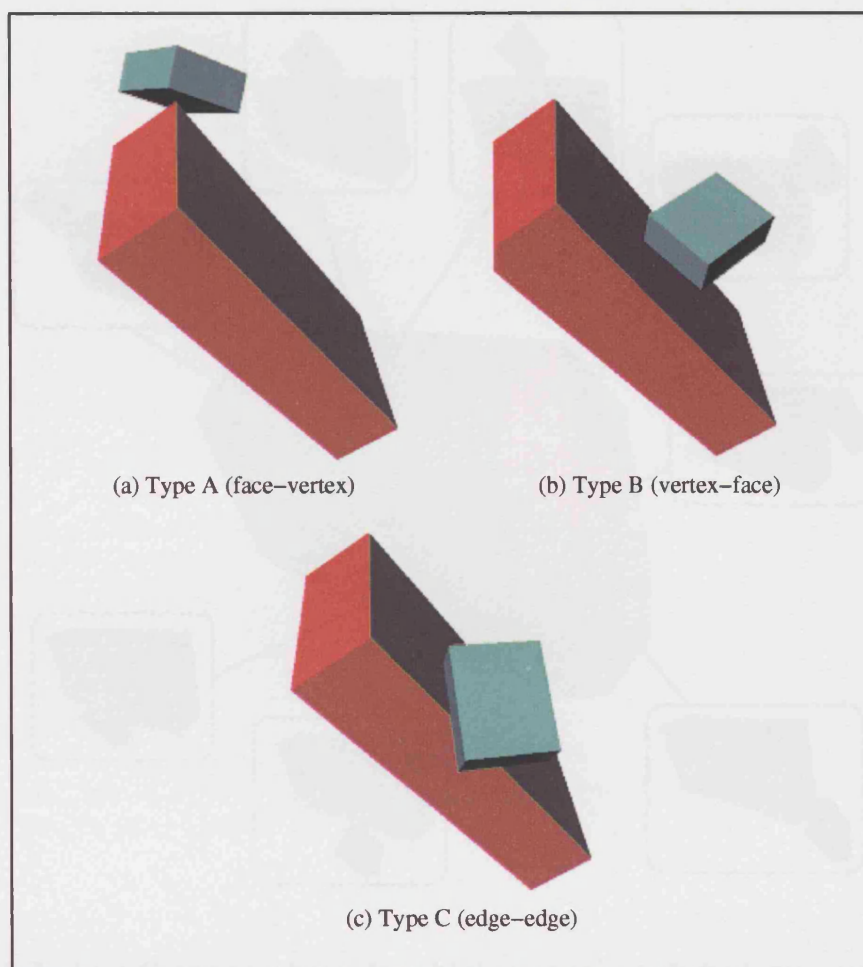 (a) Type A (face−vertex)
(b) Type B (vertex−face)
(c) Type C (edge−edge)